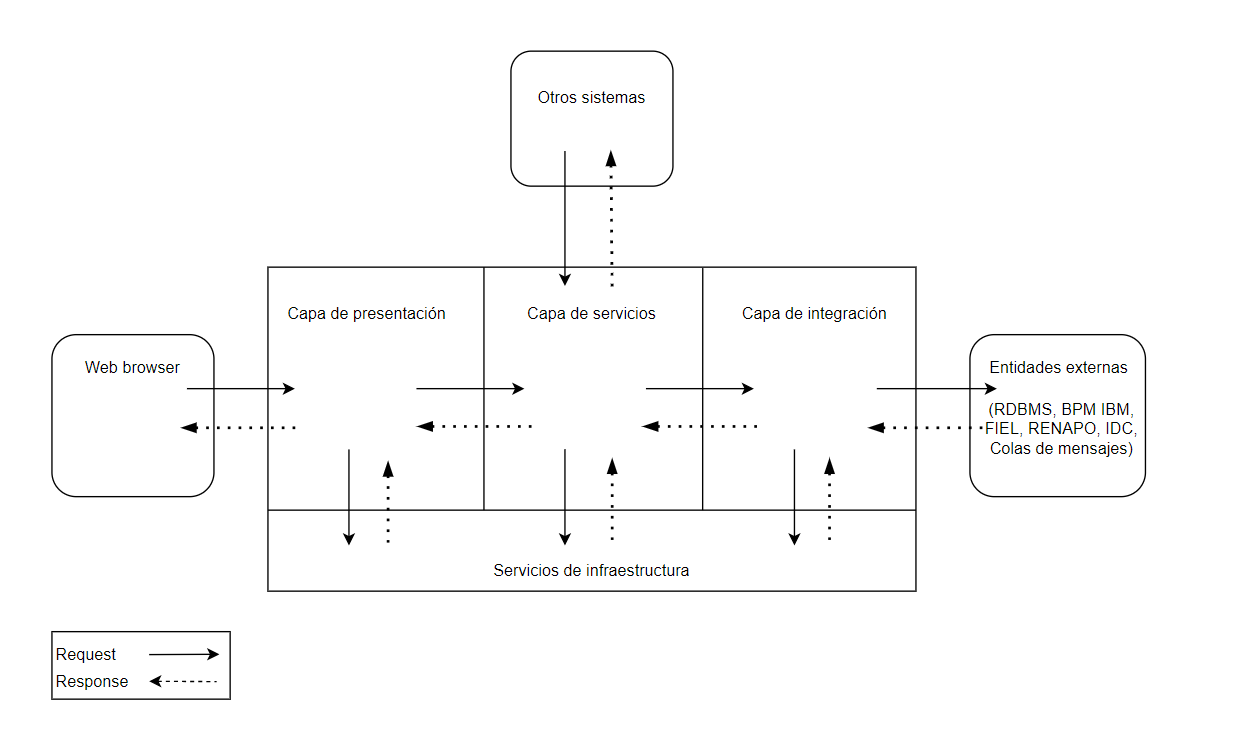 Otros sistemas
Capa de presentación
Capa de servicios
Capa de integración
Web browser
Entidades externas
(RDBMS, BPM IBM,
FIEL, RENAPO, IDC,
Colas de mensajes)
Servicios de infraestructura
Request
Response